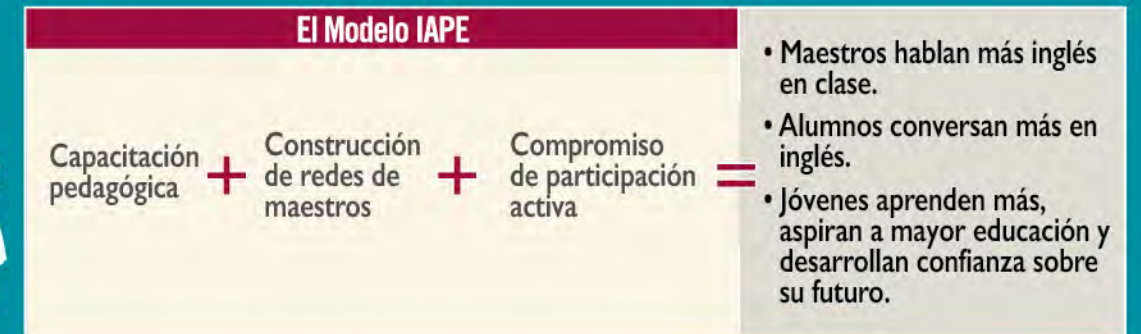 El Modelo IAPE
Capacitación
pedagógica
+
Construcción
de redes de
maestros
+
Compromiso
de participación
activa
=
• Maestros hablan más inglés
en clase.
• Alumnos conversan más en
inglés.
• Jóvenes aprenden más,
aspiran a mayor educación y
desarrollan confianza sobre
su futuro.